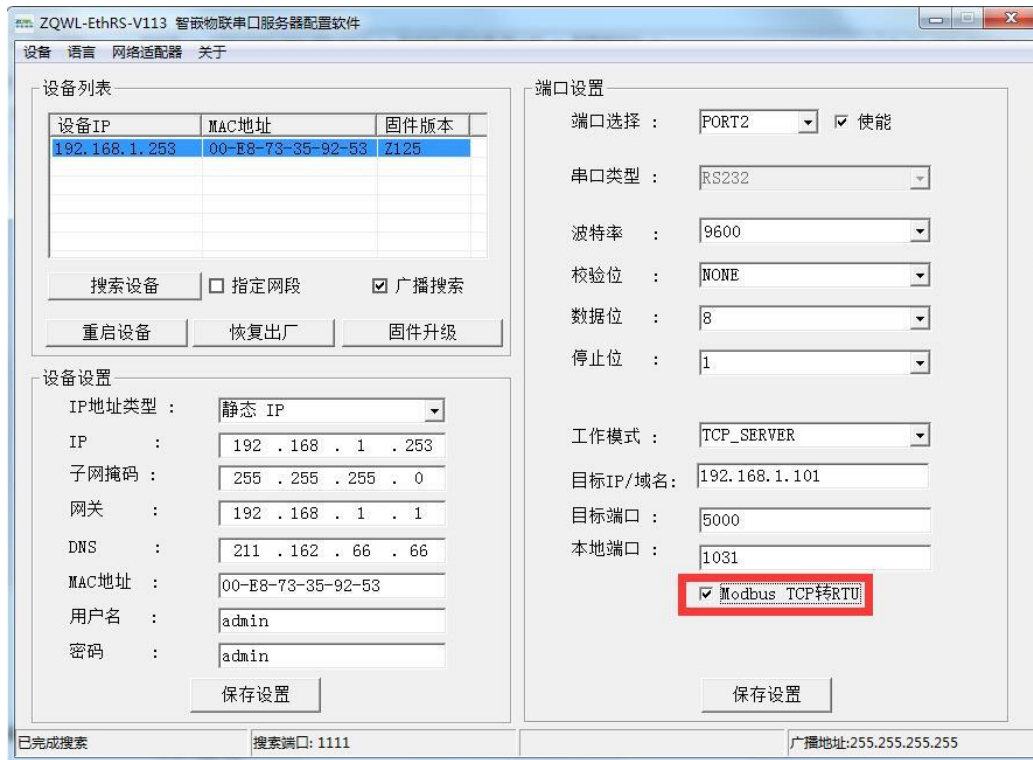 ZQWL-EthRS-V113 智嵌物联串口服务器配置软件
设备 语言 网络适配器 关于
设备列表
设备IP MAC地址 固件版本
192.168.1.253 00-E8-73-35-92-53 Z125
搜索设备 指定网段 广播搜索
重启设备 恢复出厂 固件升级
设备设置
IP地址类型 : 静态 IP
IP : 192 . 168 . 1 . 253
子网掩码 : 255 . 255 . 255 . 0
网关 : 192 . 168 . 1 . 1
DNS : 211 . 162 . 66 . 66
MAC地址 : 00-E8-73-35-92-53
用户名 : admin
密码 : admin
保存设置
端口设置
端口选择 : PORT2 使能
串口类型 : RS232
波特率 : 9600
校验位 : NONE
数据位 : 8
停止位 : 1
工作模式 : TCP_SERVER
目标IP/域名: 192.168.1.101
目标端口 : 5000
本地端口 : 1031
Modbus TCP转RTU
保存设置
已完成搜索 搜索端口: 1111 广播地址:255.255.255.255